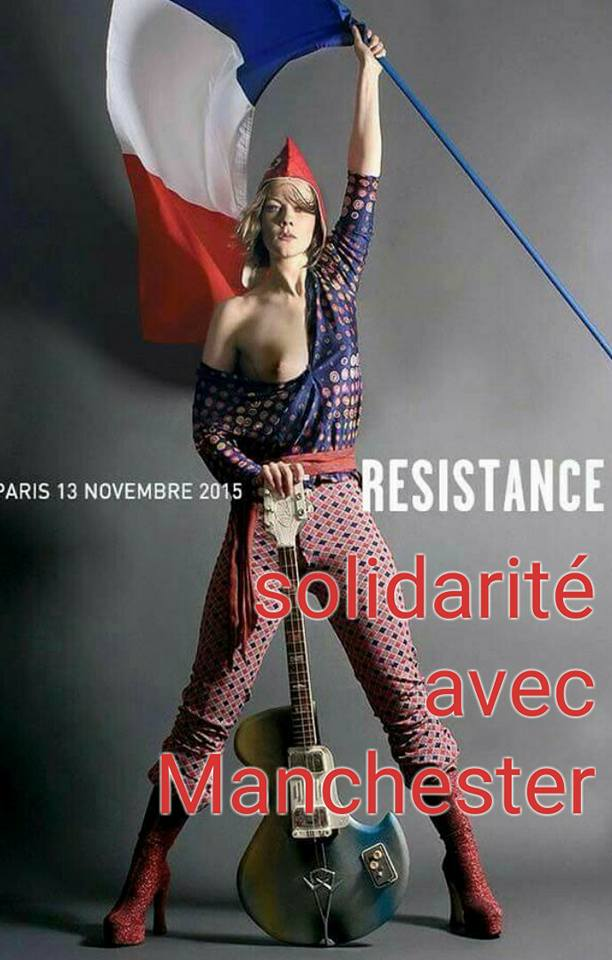 PARIS 13 NOVEMBRE 2015
RESISTANCE
solidarité
avec
Manchester